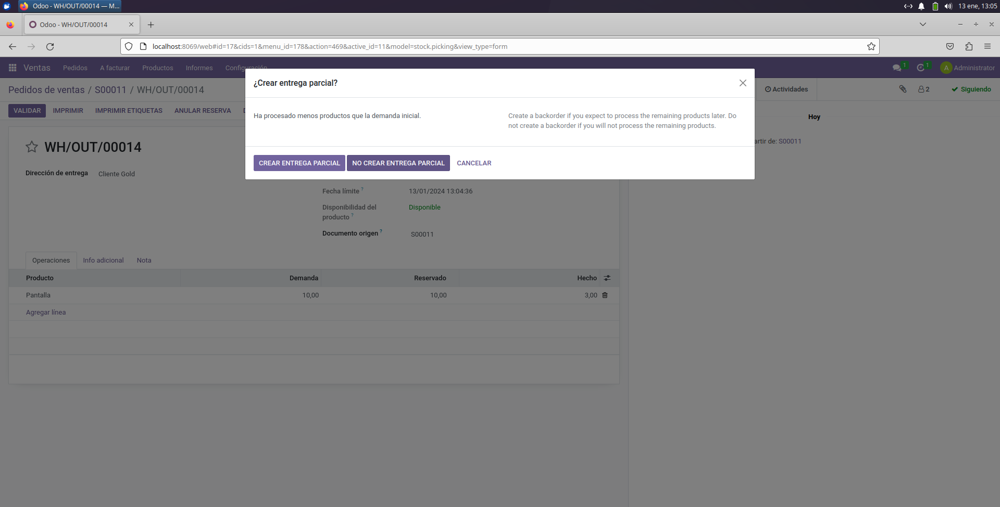 Odoo - WH/OUT/00014 — M...
13 ene, 13:05
Odoo - WH/OUT/00014
localhost:8069/web#id=17&cids=1&menu_id=178&action=469&active_id=11&model=stock.picking&view_type=form
Ventas Pedidos A facturar Productos Informes Configuración 1 1 A Administrator
Pedidos de ventas / S00011 / WH/OUT/00014
Actividades 2 Siguiendo
VALIDAR IMPRIMIR IMPRIMIR ETIQUETAS ANULAR RESERVA
¿Crear entrega parcial?
Ha procesado menos productos que la demanda inicial.
Create a backorder if you expect to process the remaining products later. Do
not create a backorder if you will not process the remaining products.
CREAR ENTREGA PARCIAL NO CREAR ENTREGA PARCIAL CANCELAR
Hoy
artir de: S00011
WH/OUT/00014
Dirección de entrega Cliente Gold
Fecha límite ? 13/01/2024 13:04:36
Disponibilidad del
producto ? Disponible
Documento origen ? S00011
Operaciones Info adicional Nota
Producto Demanda Reservado Hecho
Pantalla 10,00 10,00 3,00
Agregar línea